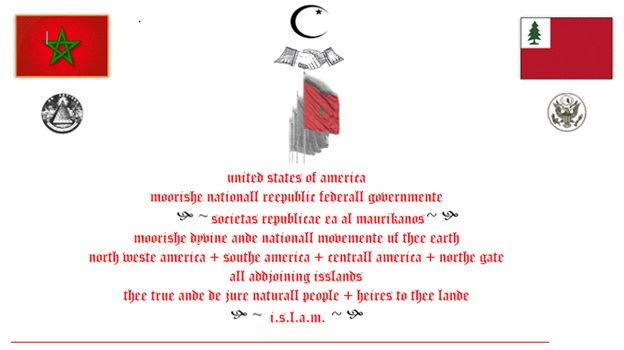 united states of america
moorishe nationall reepublic federall governmente
~ societas republicae ea al maurikanos ~
moorishe dyvine ande nationall movemente uf thee earth
north weste america + southe america + centrall america + northe gate
all addjoining isslands
thee true ande de jure naturall people + heires to thee lande
~ i.s.l.a.m. ~